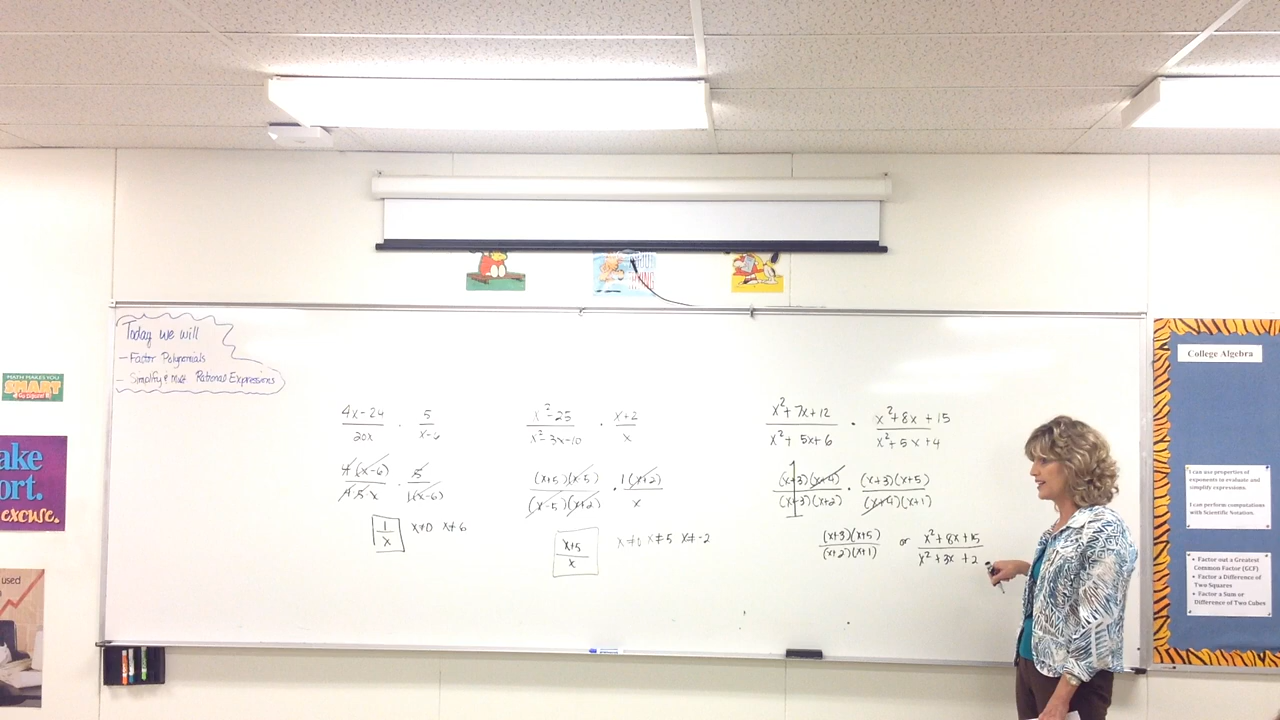 Today we will
- Factor Polynomials
- Simplify & Mult Rational Expressions
4x-24 / 20x · 5 / x-6
4(x-6) / 4·5·x · 5 / 1(x-6)
1/x x≠0 x≠6
x²-25 / x²-3x-10 · x+2 / x
(x+5)(x-5) / (x-5)(x+2) · 1(x+2) / x
x+5 / x x≠0 x≠5 x≠-2
x²+7x+12 / x²+5x+6 · x²+8x+15 / x²+5x+4
(x+3)(x+4) / (x+3)(x+2) · (x+3)(x+5) / (x+4)(x+1)
(x+3)(x+5) / (x+2)(x+1) or x²+8x+15 / x²+3x+2
MATH MAKES YOU
SMART
ake
ort.
excuse.
used
College Algebra
I can use properties of
exponents to evaluate and
simplify expressions.
I can perform computations
with Scientific Notation.
• Factor out a Greatest
Common Factor (GCF)
• Factor a Difference of
Two Squares
• Factor a Sum or
Difference of Two Cubes